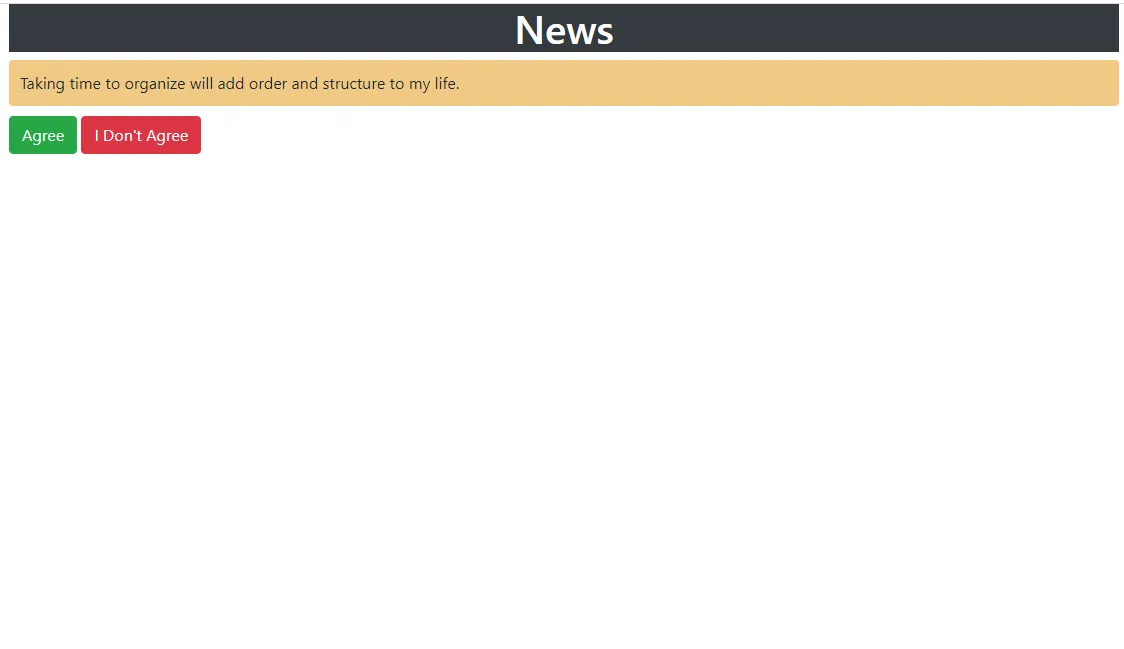 News
Taking time to organize will add order and structure to my life.
Agree I Don't Agree